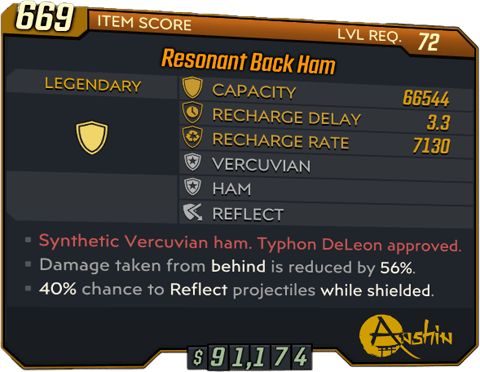 669 ITEM SCORE LVL REQ. 72
Resonant Back Ham
LEGENDARY
CAPACITY 66544
RECHARGE DELAY 3.3
RECHARGE RATE 7130
VERCUVIAN
HAM
REFLECT
Synthetic Vercuvian ham. Typhon DeLeon approved.
Damage taken from behind is reduced by 56%.
40% chance to Reflect projectiles while shielded.
Anshin
$91,174